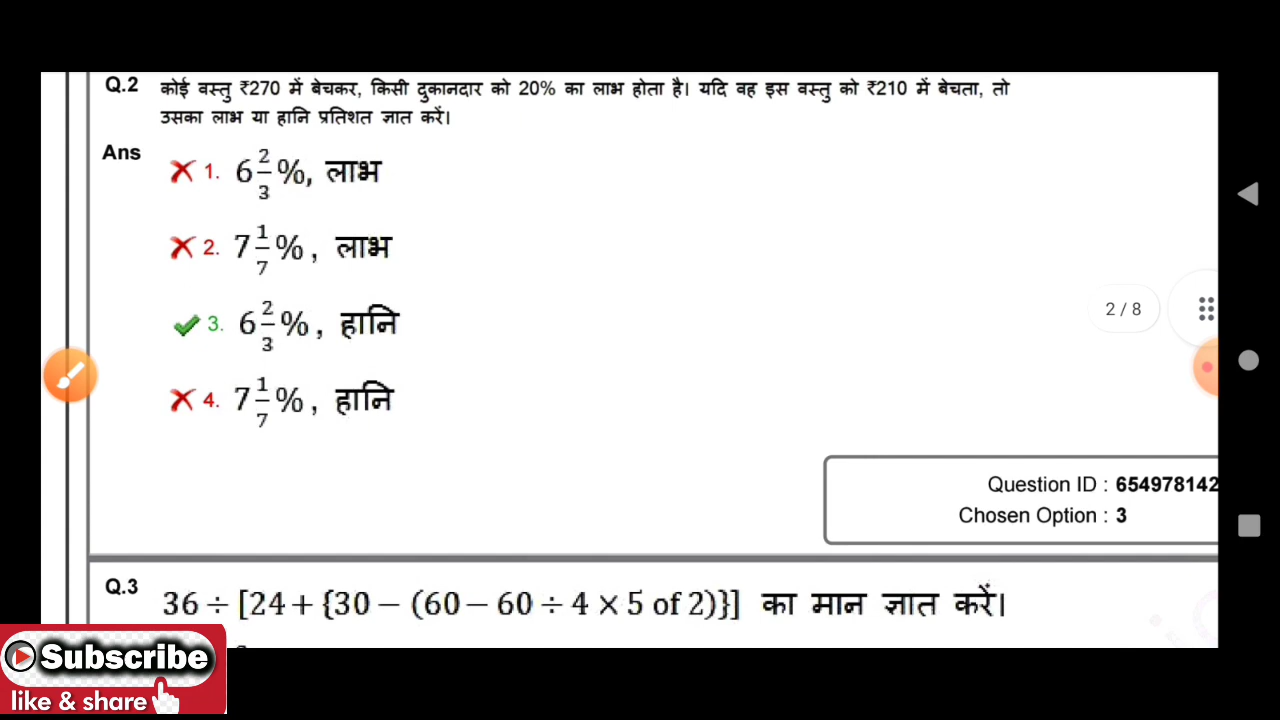 Q.2 कोई वस्तु ₹270 में बेचकर, किसी दुकानदार को 20% का लाभ होता है। यदि वह इस वस्तु को ₹210 में बेचता, तो
उसका लाभ या हानि प्रतिशत ज्ञात करें।
Ans
1. 6 2/3 %, लाभ
2. 7 1/7 %, लाभ
3. 6 2/3 %, हानि
4. 7 1/7 %, हानि
2 / 8
Question ID : 654978142
Chosen Option : 3
Q.3 36 ÷ [24 + {30 − (60 − 60 ÷ 4 × 5 of 2)}] का मान ज्ञात करें।
Subscribe
like & share